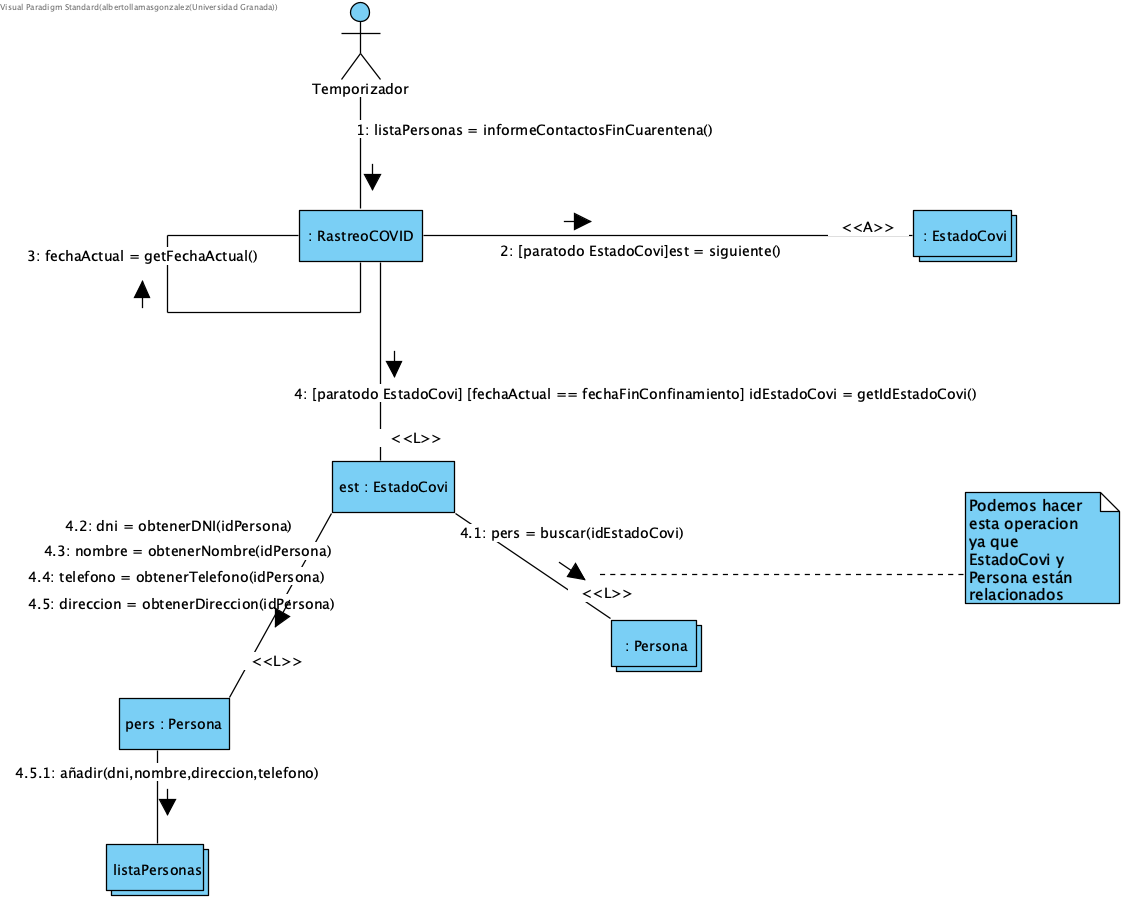 Visual Paradigm Standard(albertollamasgonzalez(Universidad Granada))
Temporizador
1: listaPersonas = informeContactosFinCuarentena()
: RastreoCOVID
<<A>>
: EstadoCovi
2: [paratodo EstadoCovi]est = siguiente()
3: fechaActual = getFechaActual()
4: [paratodo EstadoCovi] [fechaActual == fechaFinConfinamiento] idEstadoCovi = getIdEstadoCovi()
<<L>>
est : EstadoCovi
4.1: pers = buscar(idEstadoCovi)
<<L>>
: Persona
Podemos hacer
esta operacion
ya que
EstadoCovi y
Persona están
relacionados
4.2: dni = obtenerDNI(idPersona)
4.3: nombre = obtenerNombre(idPersona)
4.4: telefono = obtenerTelefono(idPersona)
4.5: direccion = obtenerDireccion(idPersona)
<<L>>
pers : Persona
4.5.1: añadir(dni,nombre,direccion,telefono)
listaPersonas